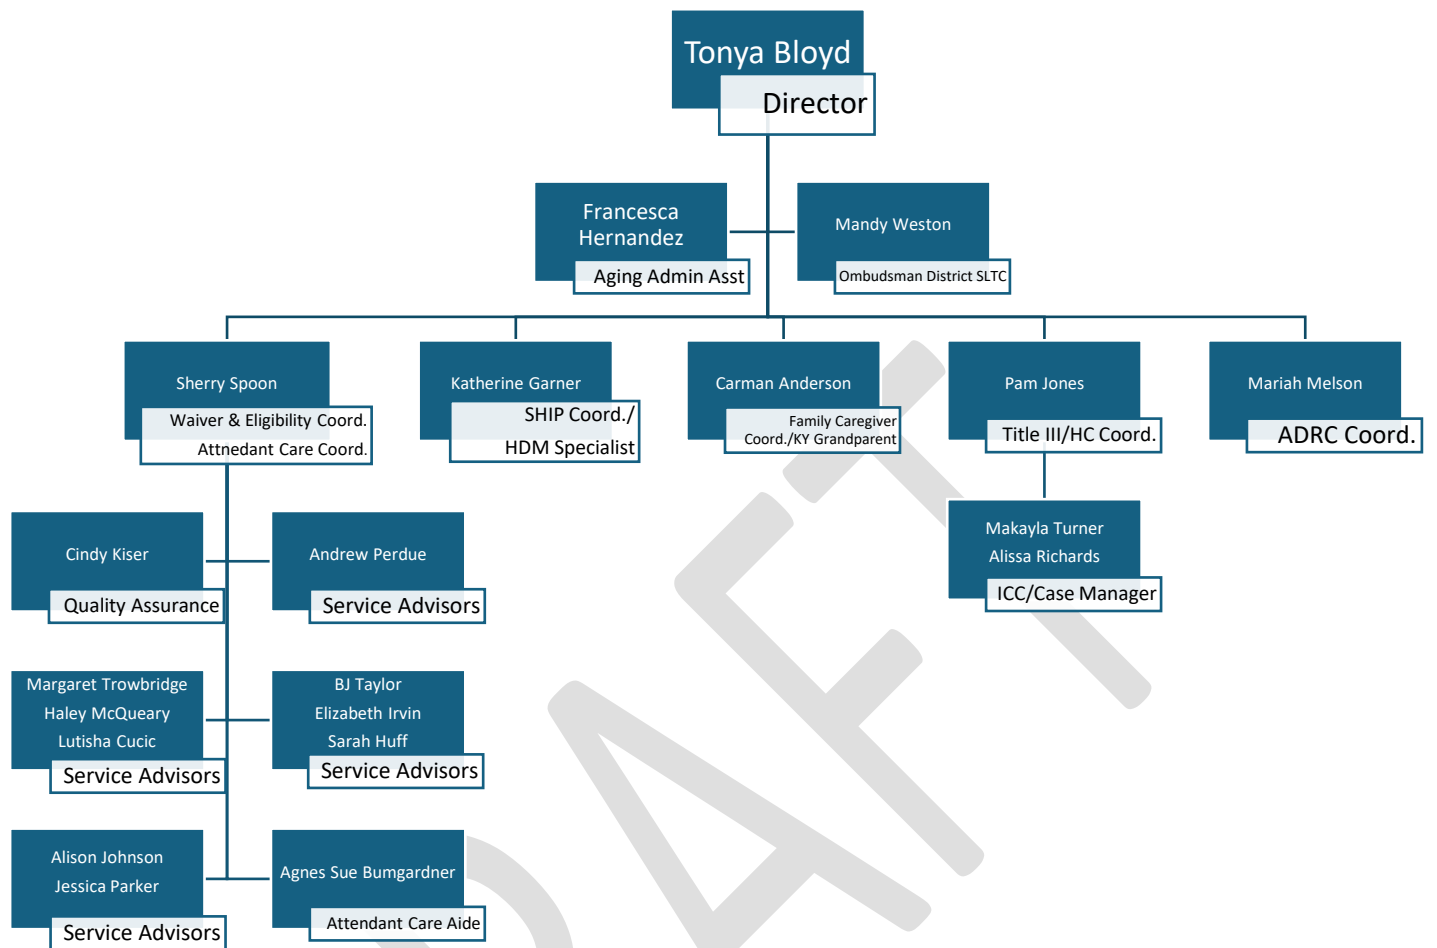 Tonya Bloyd
Director
Francesca
Hernandez
Aging Admin Asst
Mandy Weston
Ombudsman District SLTC
Sherry Spoon
Waiver & Eligibility Coord.
Attnedant Care Coord.
Katherine Garner
SHIP Coord./
HDM Specialist
Carman Anderson
Family Caregiver
Coord./KY Grandparent
Pam Jones
Title III/HC Coord.
Mariah Melson
ADRC Coord.
Cindy Kiser
Quality Assurance
Andrew Perdue
Service Advisors
Makayla Turner
Alissa Richards
ICC/Case Manager
Margaret Trowbridge
Haley McQueary
Lutisha Cucic
Service Advisors
BJ Taylor
Elizabeth Irvin
Sarah Huff
Service Advisors
Alison Johnson
Jessica Parker
Service Advisors
Agnes Sue Bumgardner
Attendant Care Aide
DRAFT